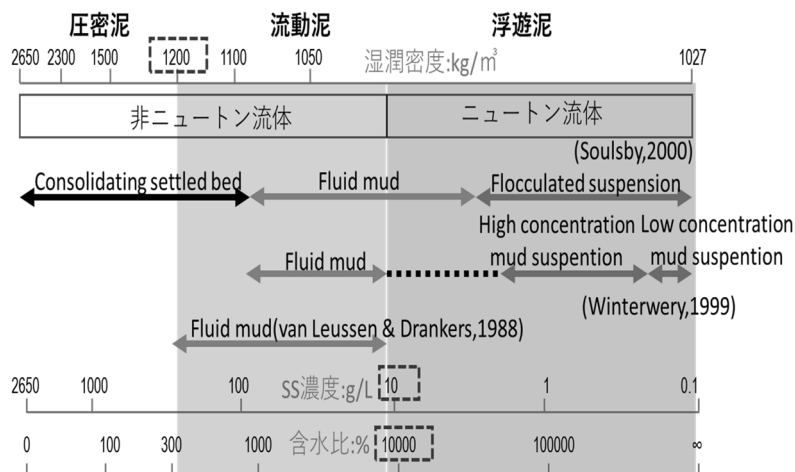 圧密泥 流動泥 浮遊泥
2650 2300 1500 1200 1100 1050 湿潤密度:kg/㎥ 1027
非ニュートン流体 ニュートン流体
(Soulsby,2000)
Consolidating settled bed Fluid mud Flocculated suspension
High concentration Low concentration
Fluid mud mud suspention mud suspention
(Winterwery,1999)
Fluid mud(van Leussen & Drankers,1988)
2650 1000 100 SS濃度:g/L 10 1 0.1
0 100 300 1000 含水比:% 10000 100000 ∞